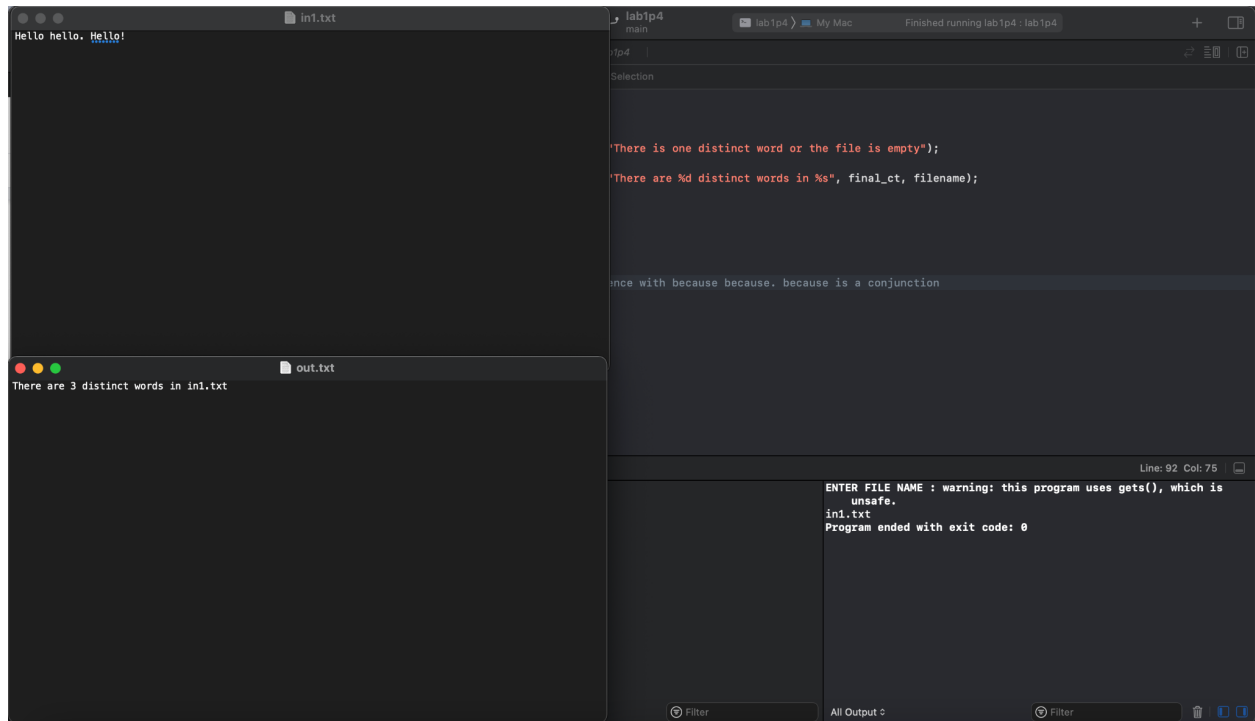 in1.txt
Hello hello. Hello!
lab1p4
main
lab1p4 〉 My Mac
Finished running lab1p4 : lab1p4
Selection
"There is one distinct word or the file is empty");
"There are %d distinct words in %s", final_ct, filename);
with because because. because is a conjunction
out.txt
There are 3 distinct words in in1.txt
Line: 92 Col: 75
ENTER FILE NAME : warning: this program uses gets(), which is
unsafe.
in1.txt
Program ended with exit code: 0
Filter
All Output
Filter